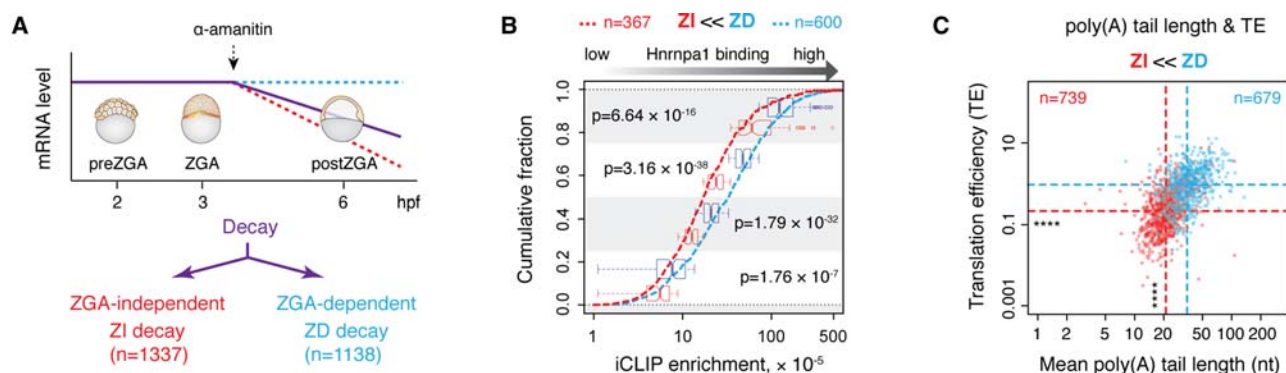 A
α-amanitin
mRNA level
preZGA
ZGA
postZGA
2
3
6
hpf
Decay
ZGA-independent
ZI decay
(n=1337)
ZGA-dependent
ZD decay
(n=1138)
B
n=367
ZI << ZD
n=600
low
Hnrnpa1 binding
high
Cumulative fraction
1.0
0.8
0.6
0.4
0.2
0.0
p=6.64 × 10-16
p=3.16 × 10-38
p=1.79 × 10-32
p=1.76 × 10-7
1
10
100
500
iCLIP enrichment, × 10-5
C
poly(A) tail length & TE
ZI << ZD
n=739
n=679
Translation efficiency (TE)
10
0.1
0.001
****
****
1
2
5
10
20
50
100
200
Mean poly(A) tail length (nt)